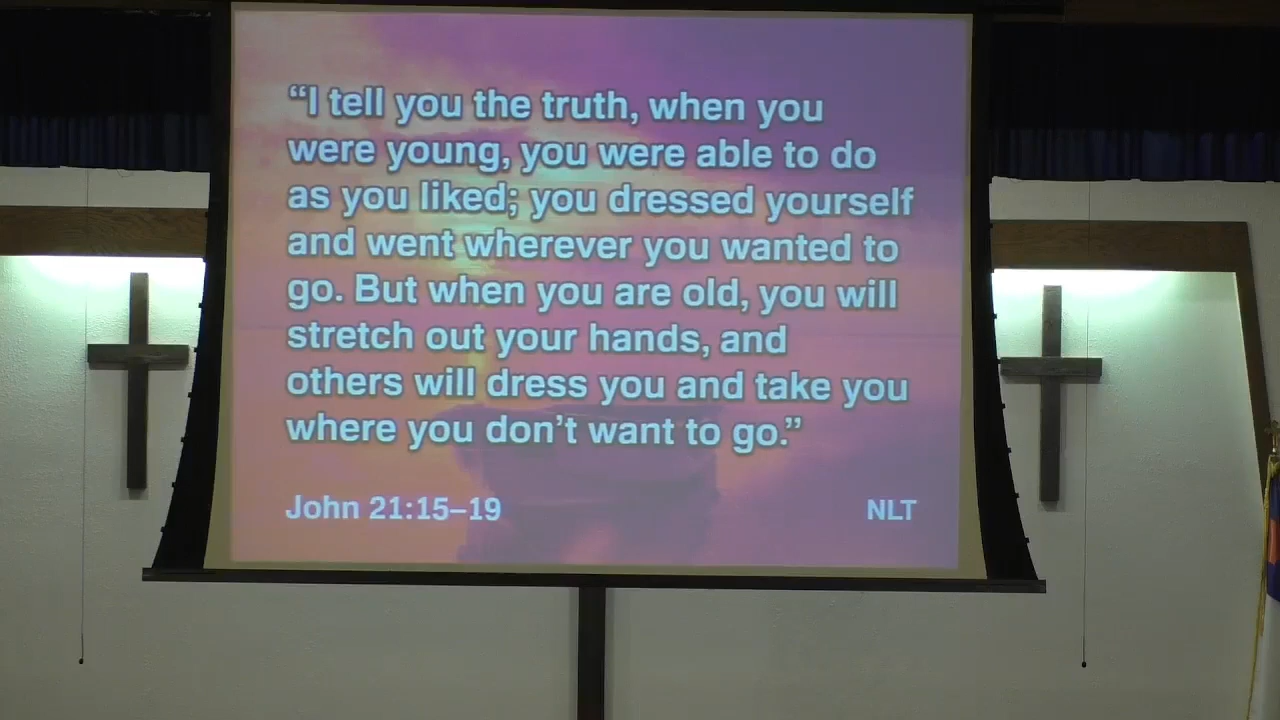 “I tell you the truth, when you
were young, you were able to do
as you liked; you dressed yourself
and went wherever you wanted to
go. But when you are old, you will
stretch out your hands, and
others will dress you and take you
where you don’t want to go.”
John 21:15–19 NLT